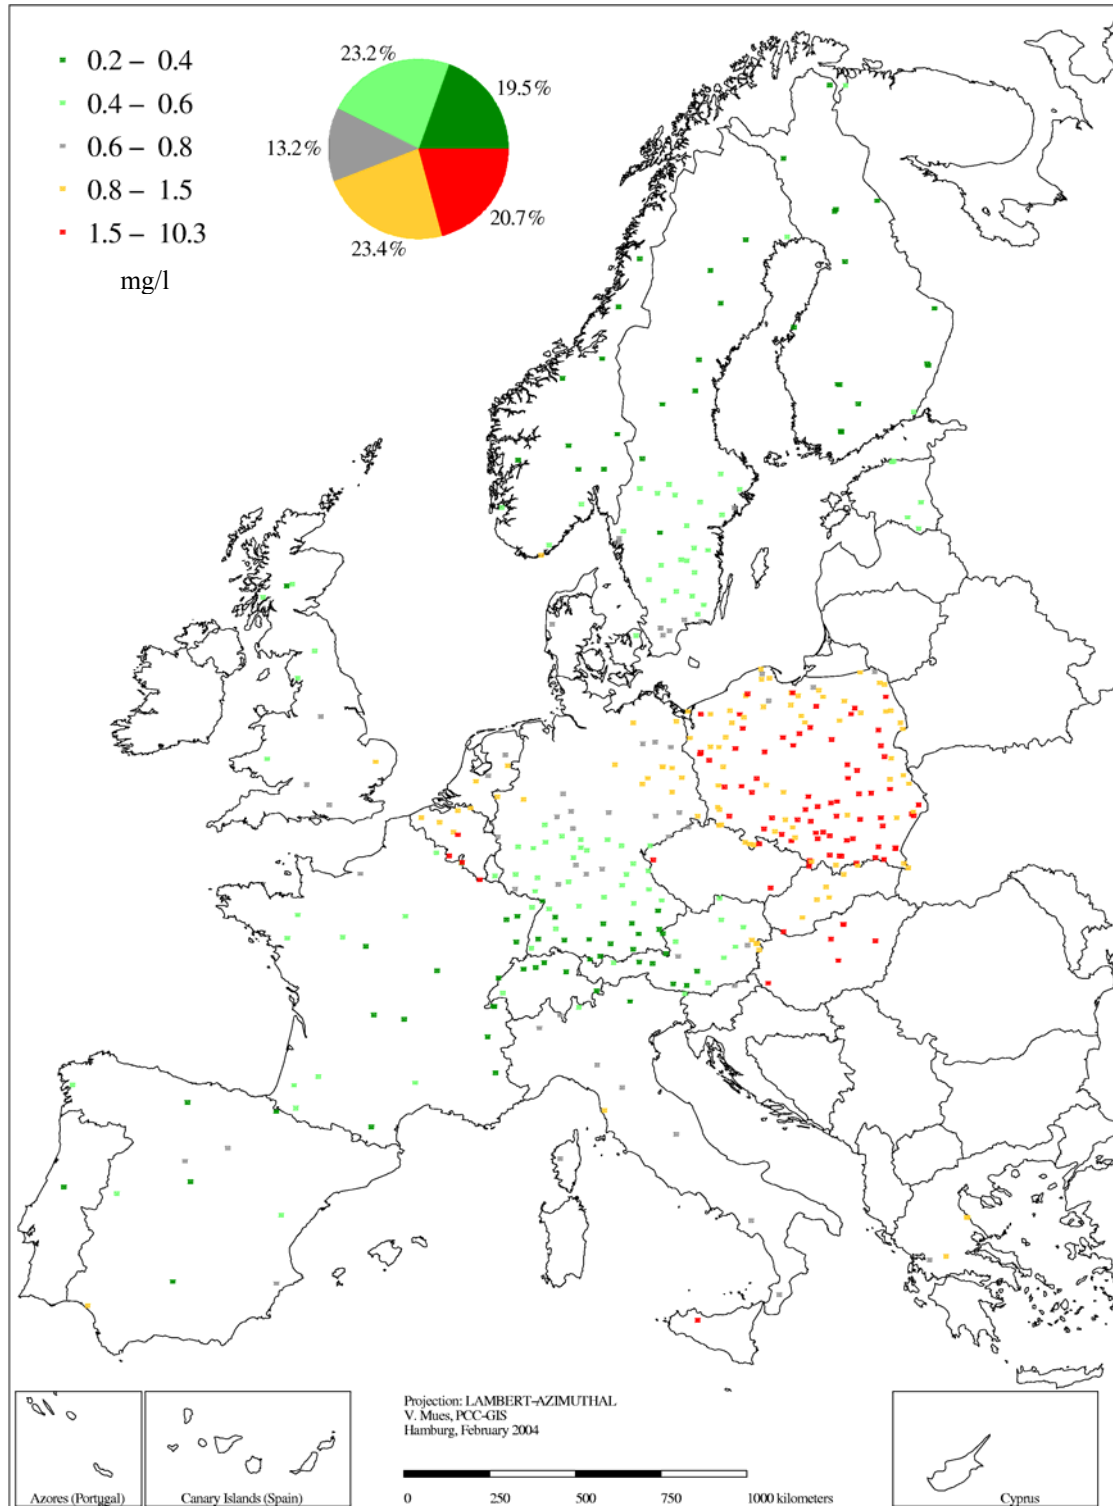 0.2 – 0.4
0.4 – 0.6
0.6 – 0.8
0.8 – 1.5
1.5 – 10.3
mg/l
23.2%
19.5%
13.2%
20.7%
23.4%
Projection: LAMBERT-AZIMUTHAL
V. Mues, PCC-GIS
Hamburg, February 2004
0 250 500 750 1000 kilometers
Azores (Portugal)
Canary Islands (Spain)
Cyprus